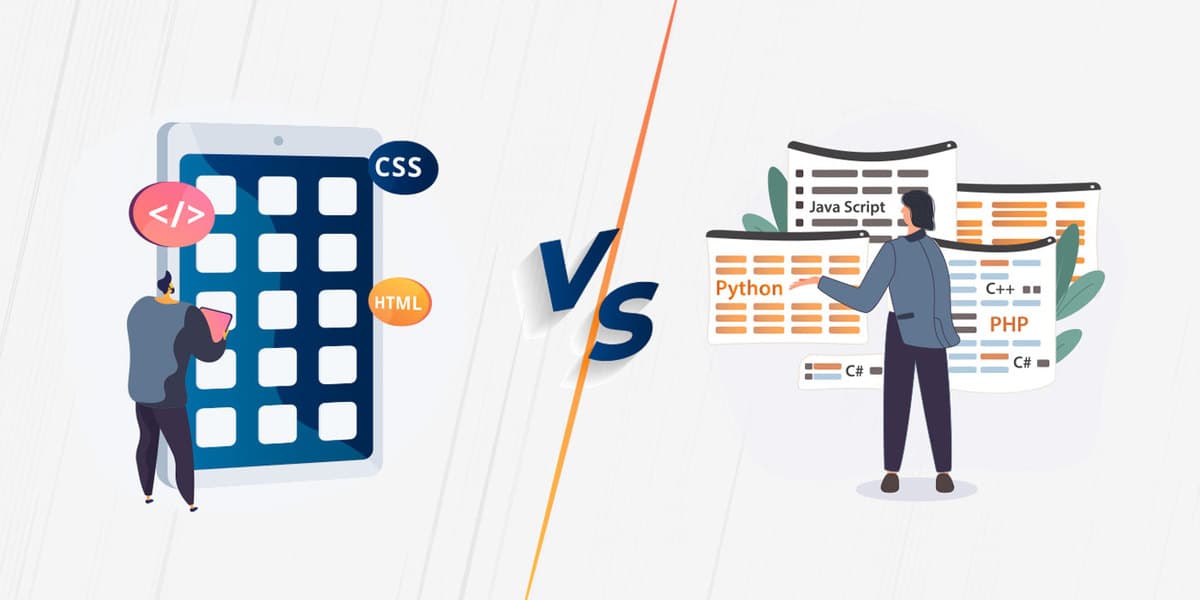 CSS
</>
HTML
VS
Java Script
Python
C++
PHP
C#
C#